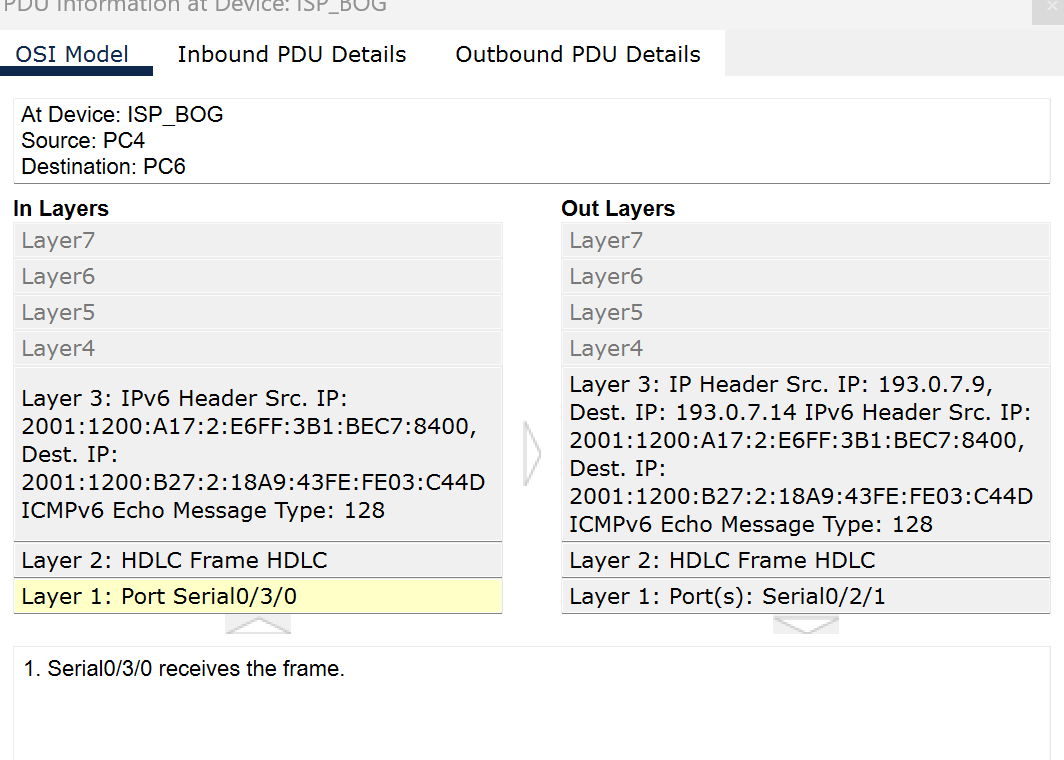 PDU Information at Device: ISP_BOG
OSI Model
Inbound PDU Details
Outbound PDU Details
At Device: ISP_BOG
Source: PC4
Destination: PC6
In Layers
Layer7
Layer6
Layer5
Layer4
Layer 3: IPv6 Header Src. IP:
2001:1200:A17:2:E6FF:3B1:BEC7:8400,
Dest. IP:
2001:1200:B27:2:18A9:43FE:FE03:C44D
ICMPv6 Echo Message Type: 128
Layer 2: HDLC Frame HDLC
Layer 1: Port Serial0/3/0
Out Layers
Layer7
Layer6
Layer5
Layer4
Layer 3: IP Header Src. IP: 193.0.7.9,
Dest. IP: 193.0.7.14 IPv6 Header Src. IP:
2001:1200:A17:2:E6FF:3B1:BEC7:8400,
Dest. IP:
2001:1200:B27:2:18A9:43FE:FE03:C44D
ICMPv6 Echo Message Type: 128
Layer 2: HDLC Frame HDLC
Layer 1: Port(s): Serial0/2/1
1. Serial0/3/0 receives the frame.